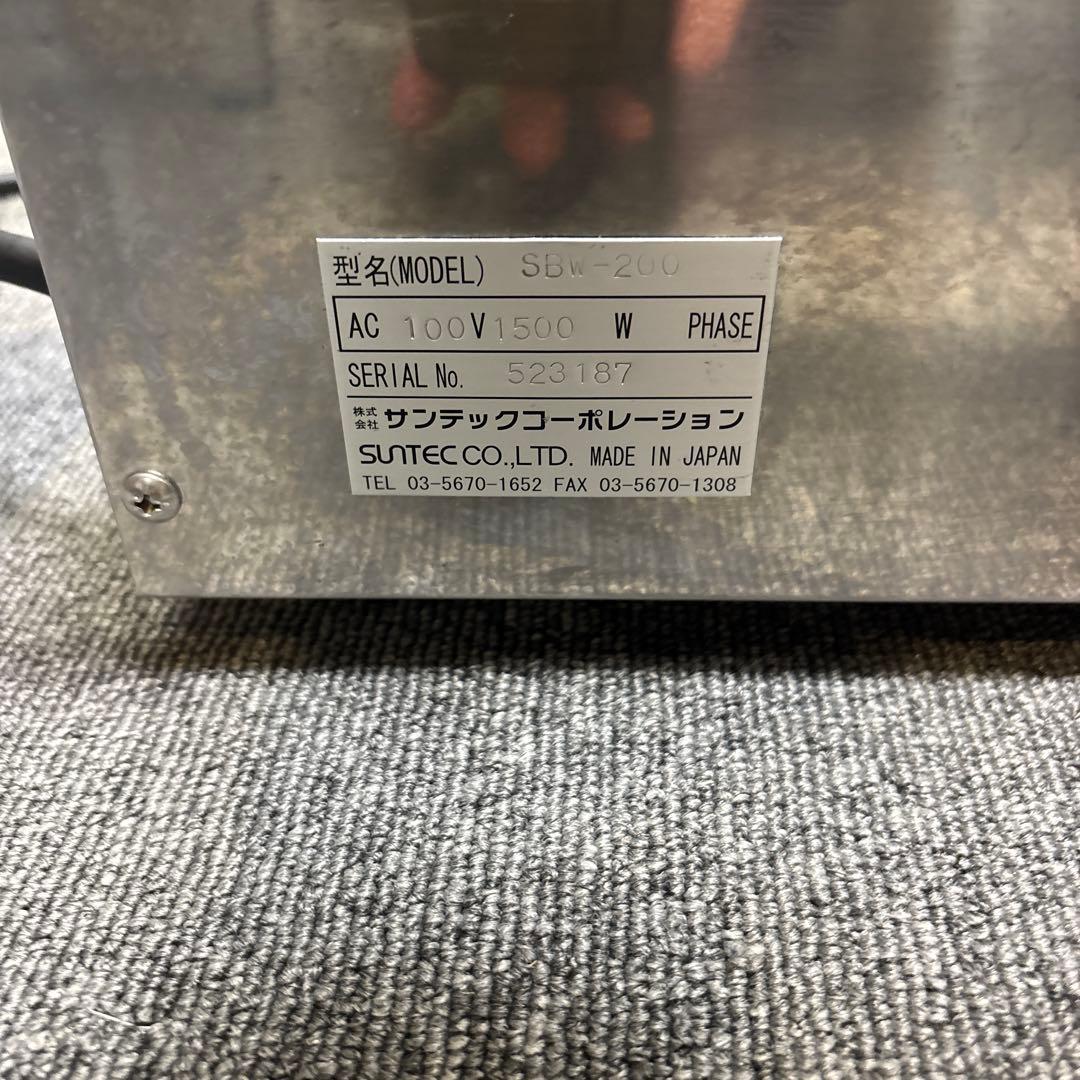 型名(MODEL) SBW-200
AC 100V 1500 W PHASE
SERIAL No. 523187
株式会社 サンテックコーポレーション
SUNTEC CO.,LTD. MADE IN JAPAN
TEL 03-5670-1652 FAX 03-5670-1308